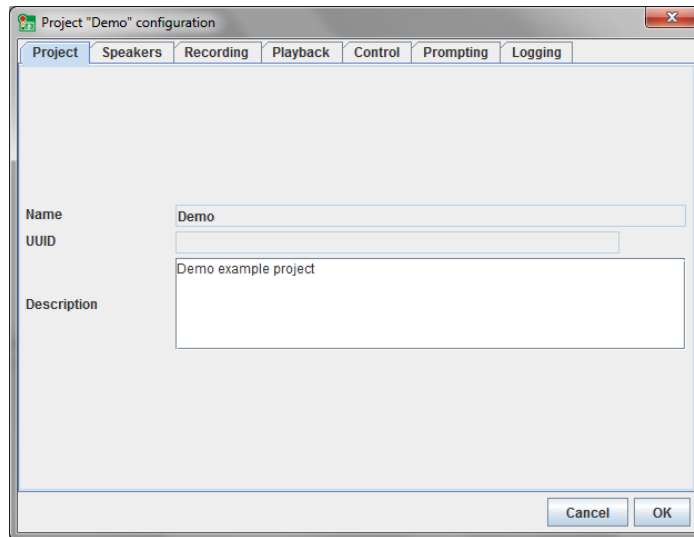 Project "Demo" configuration
Project Speakers Recording Playback Control Prompting Logging
Name Demo
UUID
Demo example project
Description
Cancel OK